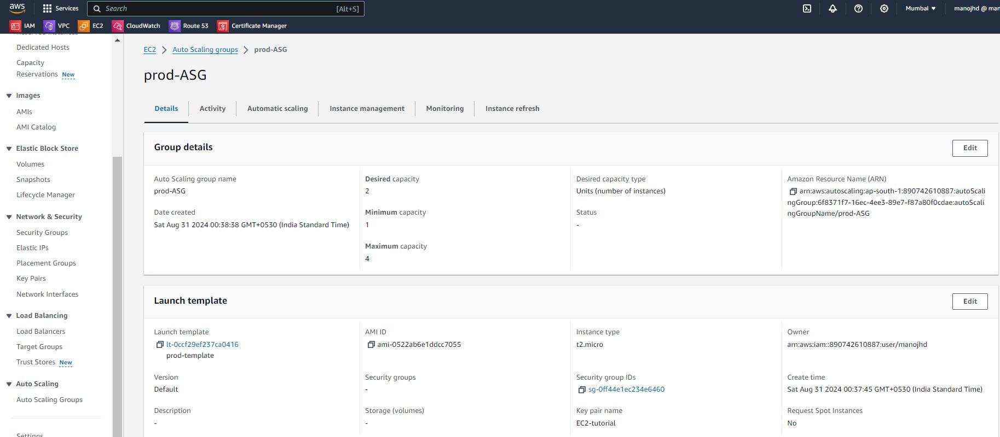 aws
Services
Search
[Alt+S]
Mumbai
manojhd @ man
IAM
VPC
EC2
CloudWatch
Route 53
Certificate Manager
Reserved Instances
Dedicated Hosts
Capacity
Reservations New
Images
AMIs
AMI Catalog
Elastic Block Store
Volumes
Snapshots
Lifecycle Manager
Network & Security
Security Groups
Elastic IPs
Placement Groups
Key Pairs
Network Interfaces
Load Balancing
Load Balancers
Target Groups
Trust Stores New
Auto Scaling
Auto Scaling Groups
Settings
EC2 > Auto Scaling groups > prod-ASG
prod-ASG
Details
Activity
Automatic scaling
Instance management
Monitoring
Instance refresh
Group details
Edit
Auto Scaling group name
prod-ASG
Date created
Sat Aug 31 2024 00:38:38 GMT+0530 (India Standard Time)
Desired capacity
2
Minimum capacity
1
Maximum capacity
4
Desired capacity type
Units (number of instances)
Status
-
Amazon Resource Name (ARN)
arn:aws:autoscaling:ap-south-1:890742610887:autoScali
ngGroup:6f8371f7-16ec-4ee3-89e7-f87a80f0cdae:autoScali
ngGroupName/prod-ASG
Launch template
Edit
Launch template
lt-0ccf29ef237ca0416
prod-template
AMI ID
ami-0522ab6e1ddcc7055
Instance type
t2.micro
Owner
arn:aws:iam::890742610887:user/manojhd
Version
Default
Security groups
-
Security group IDs
sg-0ff44e1ec234e6460
Create time
Sat Aug 31 2024 00:37:45 GMT+0530 (India Standard Time)
Description
-
Storage (volumes)
-
Key pair name
EC2-tutorial
Request Spot Instances
No